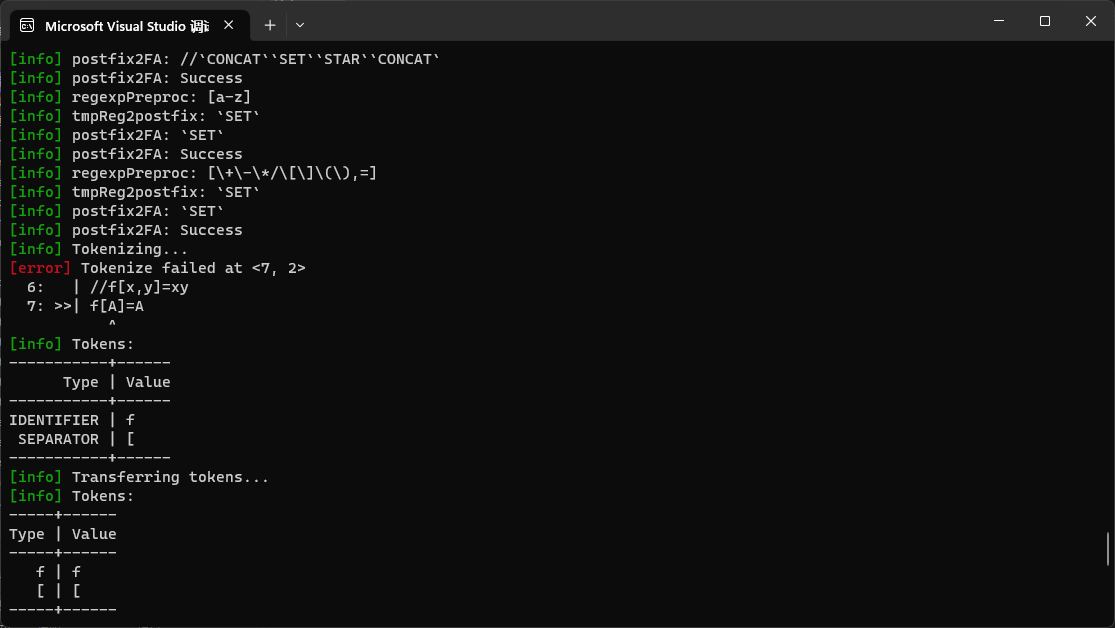 Microsoft Visual Studio 调试
[info] postfix2FA: //`CONCAT``SET``STAR``CONCAT`
[info] postfix2FA: Success
[info] regexpPreproc: [a-z]
[info] tmpReg2postfix: `SET`
[info] postfix2FA: `SET`
[info] postfix2FA: Success
[info] regexpPreproc: [\+\-\*/\[\]\(\),=]
[info] tmpReg2postfix: `SET`
[info] postfix2FA: `SET`
[info] postfix2FA: Success
[info] Tokenizing...
[error] Tokenize failed at <7, 2>
  6:   | //f[x,y]=xy
  7: >>| f[A]=A
           ^
[info] Tokens:
-----------+------
      Type | Value
-----------+------
IDENTIFIER | f
 SEPARATOR | [
-----------+------
[info] Transferring tokens...
[info] Tokens:
-----+------
Type | Value
-----+------
   f | f
   [ | [
-----+------